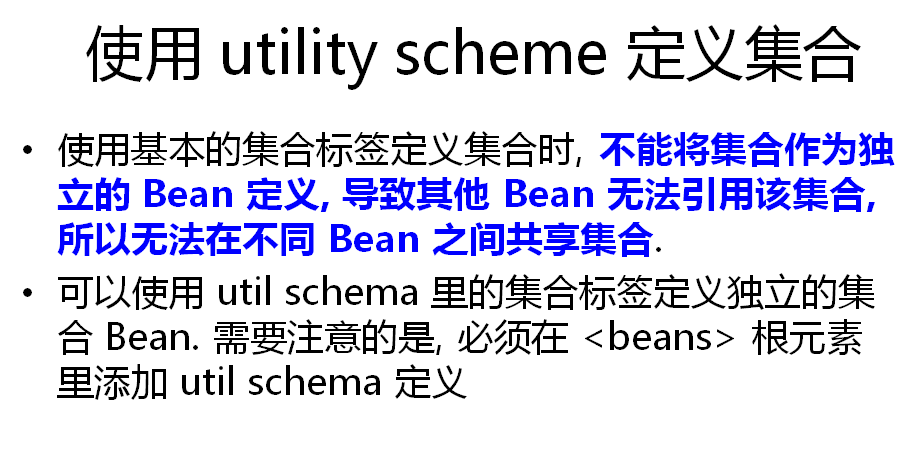 使用 utility scheme 定义集合
• 使用基本的集合标签定义集合时, 不能将集合作为独
立的 Bean 定义, 导致其他 Bean 无法引用该集合,
所以无法在不同 Bean 之间共享集合.
• 可以使用 util schema 里的集合标签定义独立的集
合 Bean. 需要注意的是, 必须在 <beans> 根元素
里添加 util schema 定义